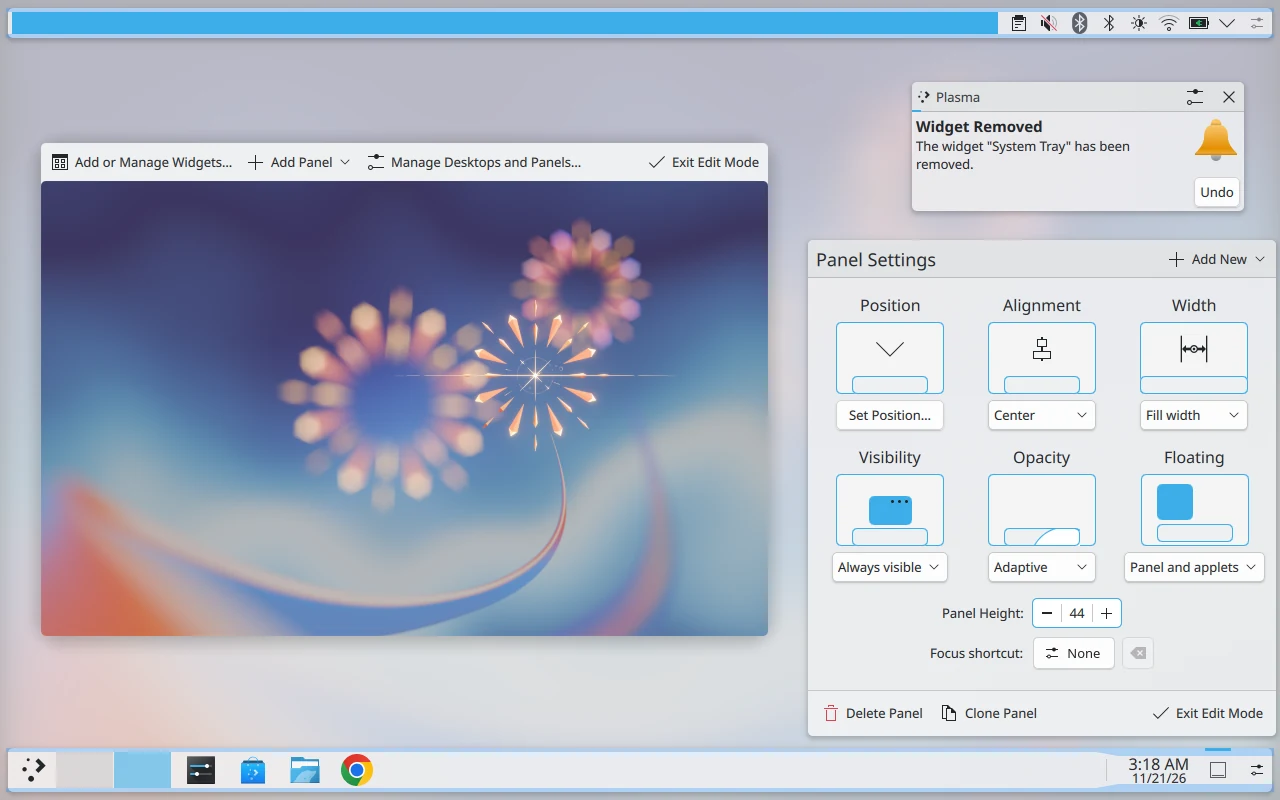 Plasma
Widget Removed
The widget "System Tray" has been
removed.
Undo
Add or Manage Widgets...
Add Panel
Manage Desktops and Panels...
Exit Edit Mode
Panel Settings
Add New
Position
Alignment
Width
Set Position...
Center
Fill width
Visibility
Opacity
Floating
Always visible
Adaptive
Panel and applets
Panel Height:
44
Focus shortcut:
None
Delete Panel
Clone Panel
Exit Edit Mode
3:18 AM
11/21/26